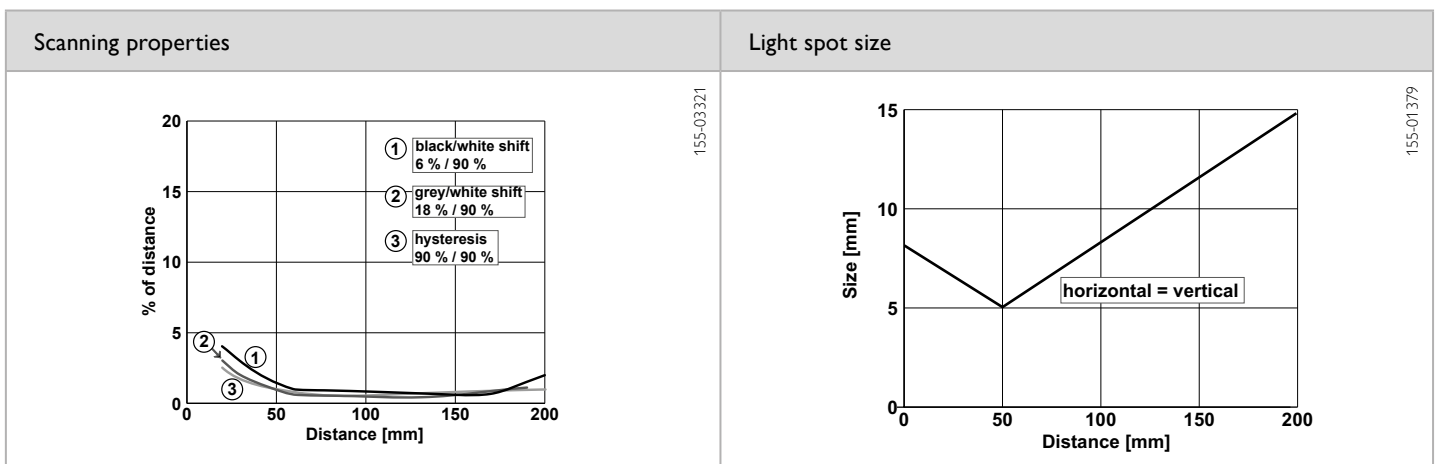 Scanning properties
Light spot size
155-03321
20
15
10
5
0
% of distance
1 black/white shift
6 % / 90 %
2 grey/white shift
18 % / 90 %
3 hysteresis
90 % / 90 %
2
1
3
0 50 100 150 200
Distance [mm]
155-01379
15
10
5
0
Size [mm]
horizontal = vertical
0 50 100 150 200
Distance [mm]